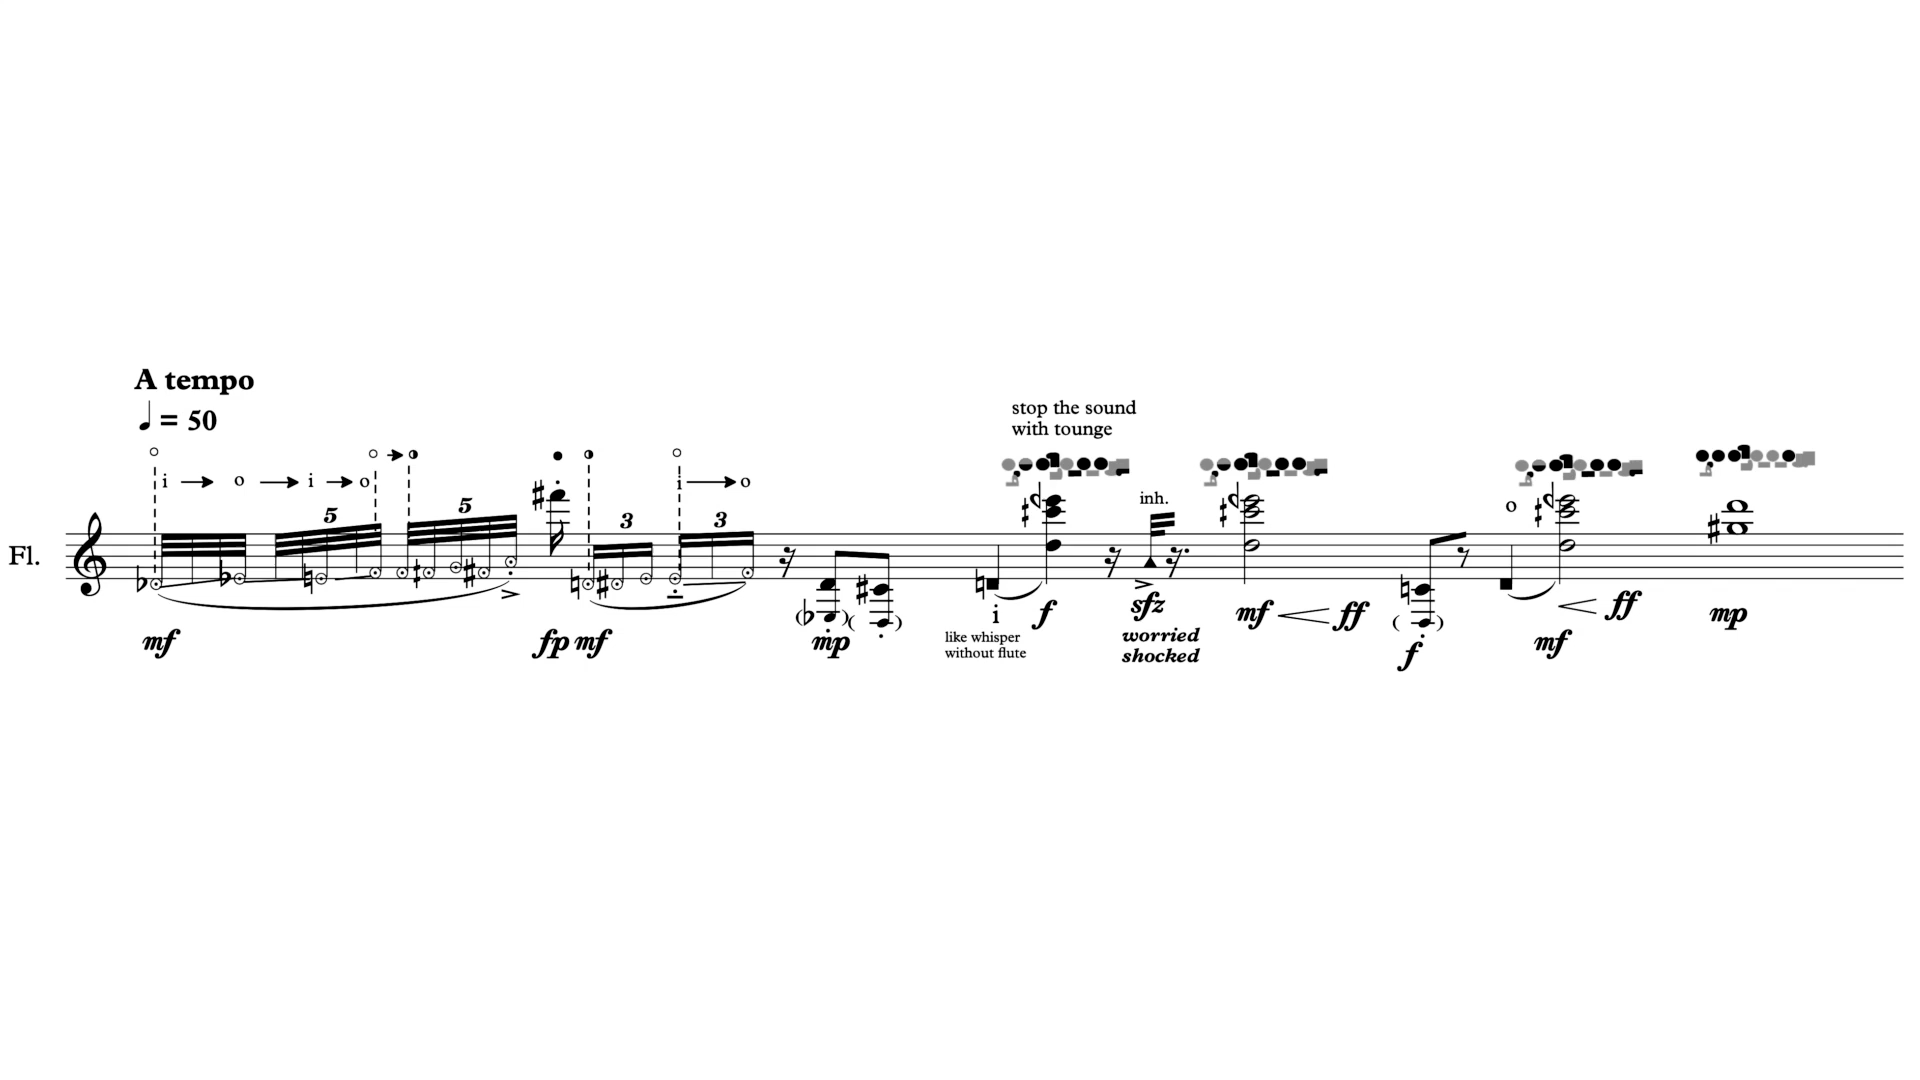 A tempo
♩ = 50
stop the sound
with tounge
i o i o i o
5 5 3 3
inh.
o
Fl.
i
like whisper
without flute
mf fp mf mp f sfz mf ff f mf ff mp
worried
shocked